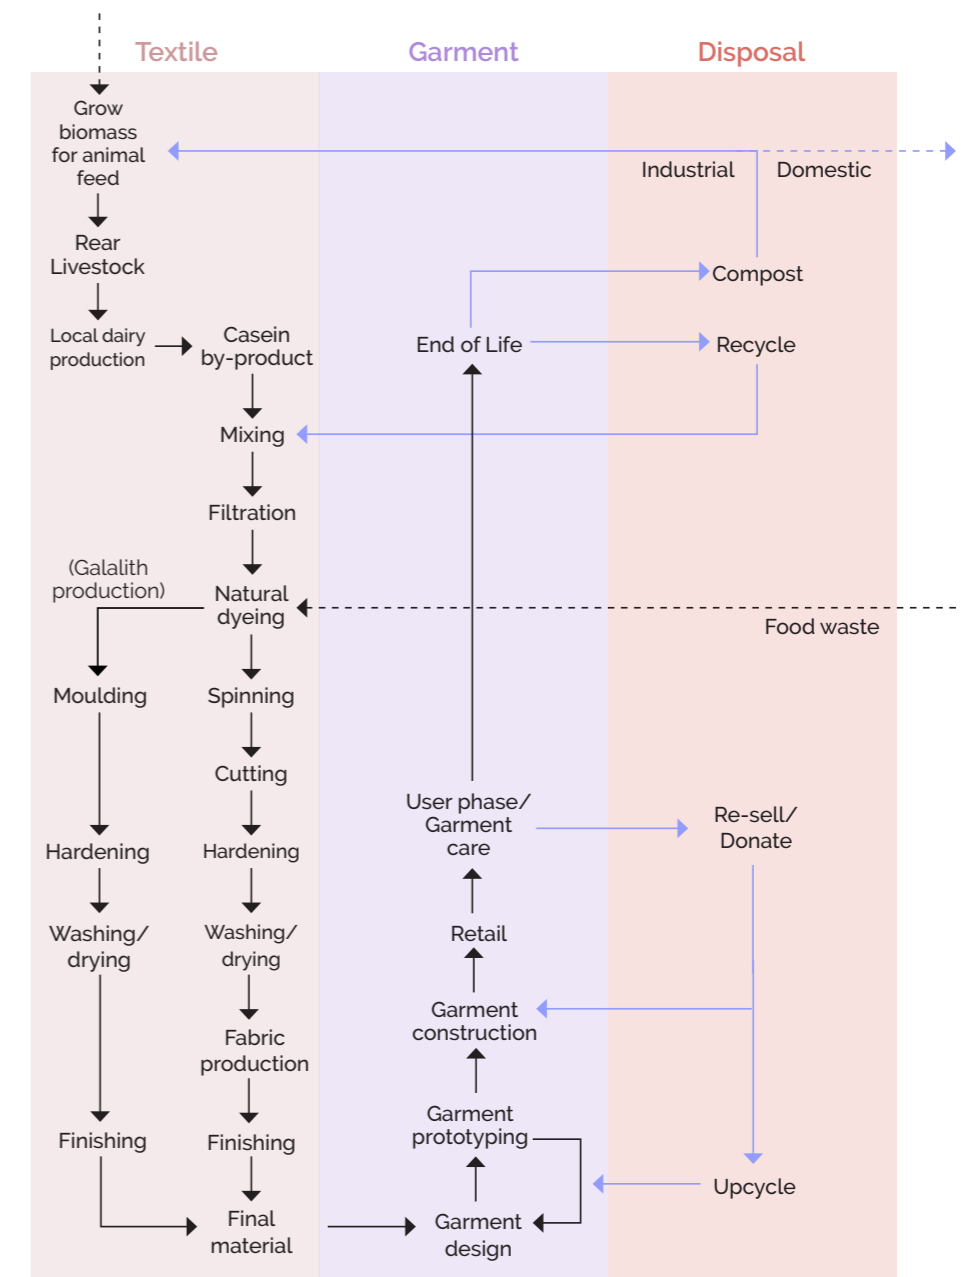 Textile
Garment
Disposal
Grow
biomass
for animal
feed
Industrial
Domestic
Rear
Livestock
Compost
Local dairy
production
Casein
by-product
End of Life
Recycle
Mixing
Filtration
(Galalith
production)
Natural
dyeing
Food waste
Moulding
Spinning
Cutting
User phase/
Garment
care
Re-sell/
Donate
Hardening
Hardening
Washing/
drying
Washing/
drying
Retail
Garment
construction
Fabric
production
Garment
prototyping
Finishing
Finishing
Upcycle
Final
material
Garment
design